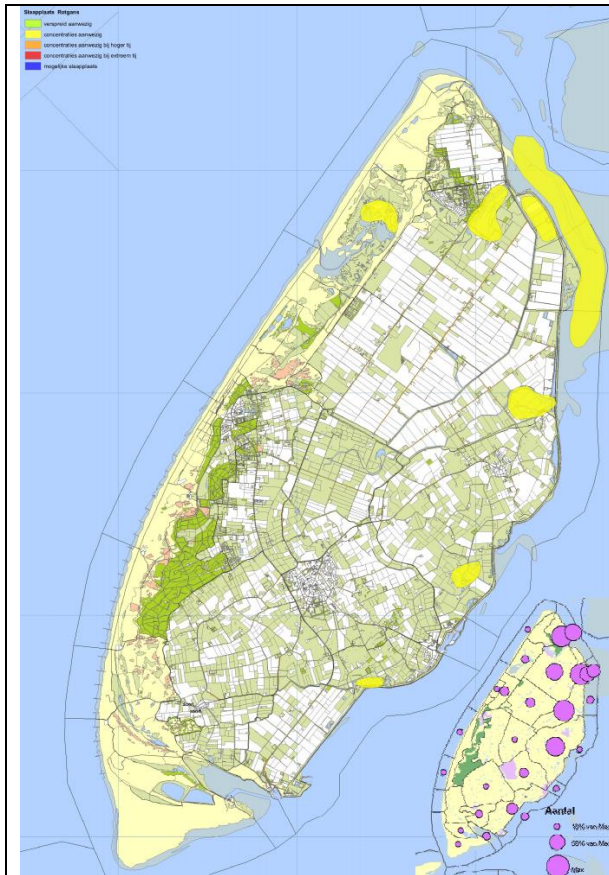 Slaapplaats Rotgans
verspreid aanwezig
concentraties aanwezig
concentraties aanwezig bij hoger tij
concentraties aanwezig bij extreem tij
mogelijke slaapplaats
Aantal
Max